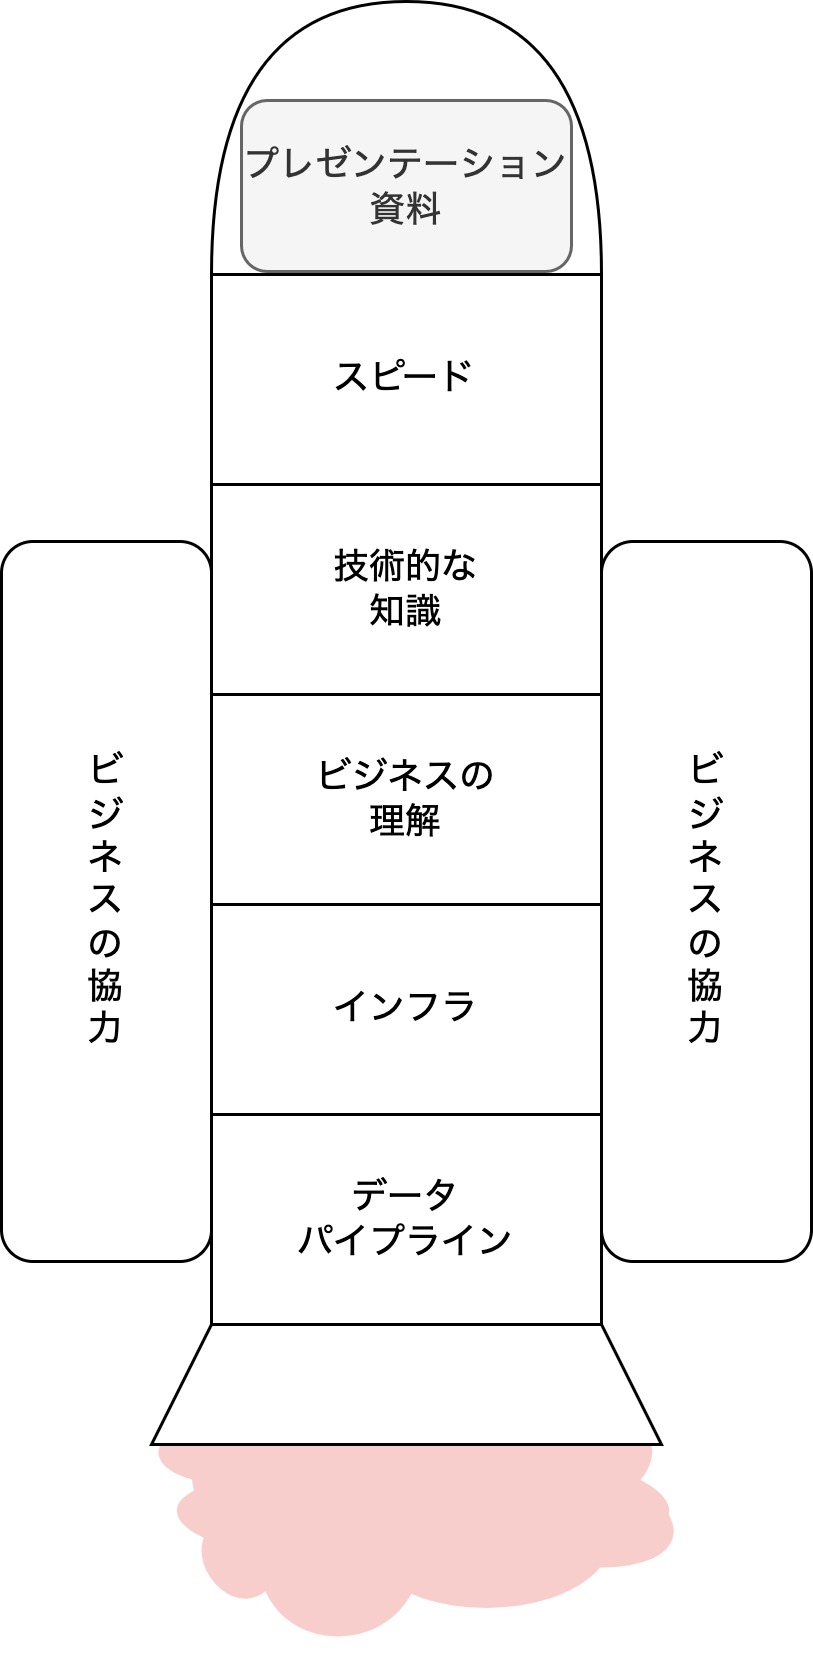 プレゼンテーション
資料
スピード
技術的な
知識
ビジネスの
理解
インフラ
データ
パイプライン
ビジネスの協力
ビジネスの協力